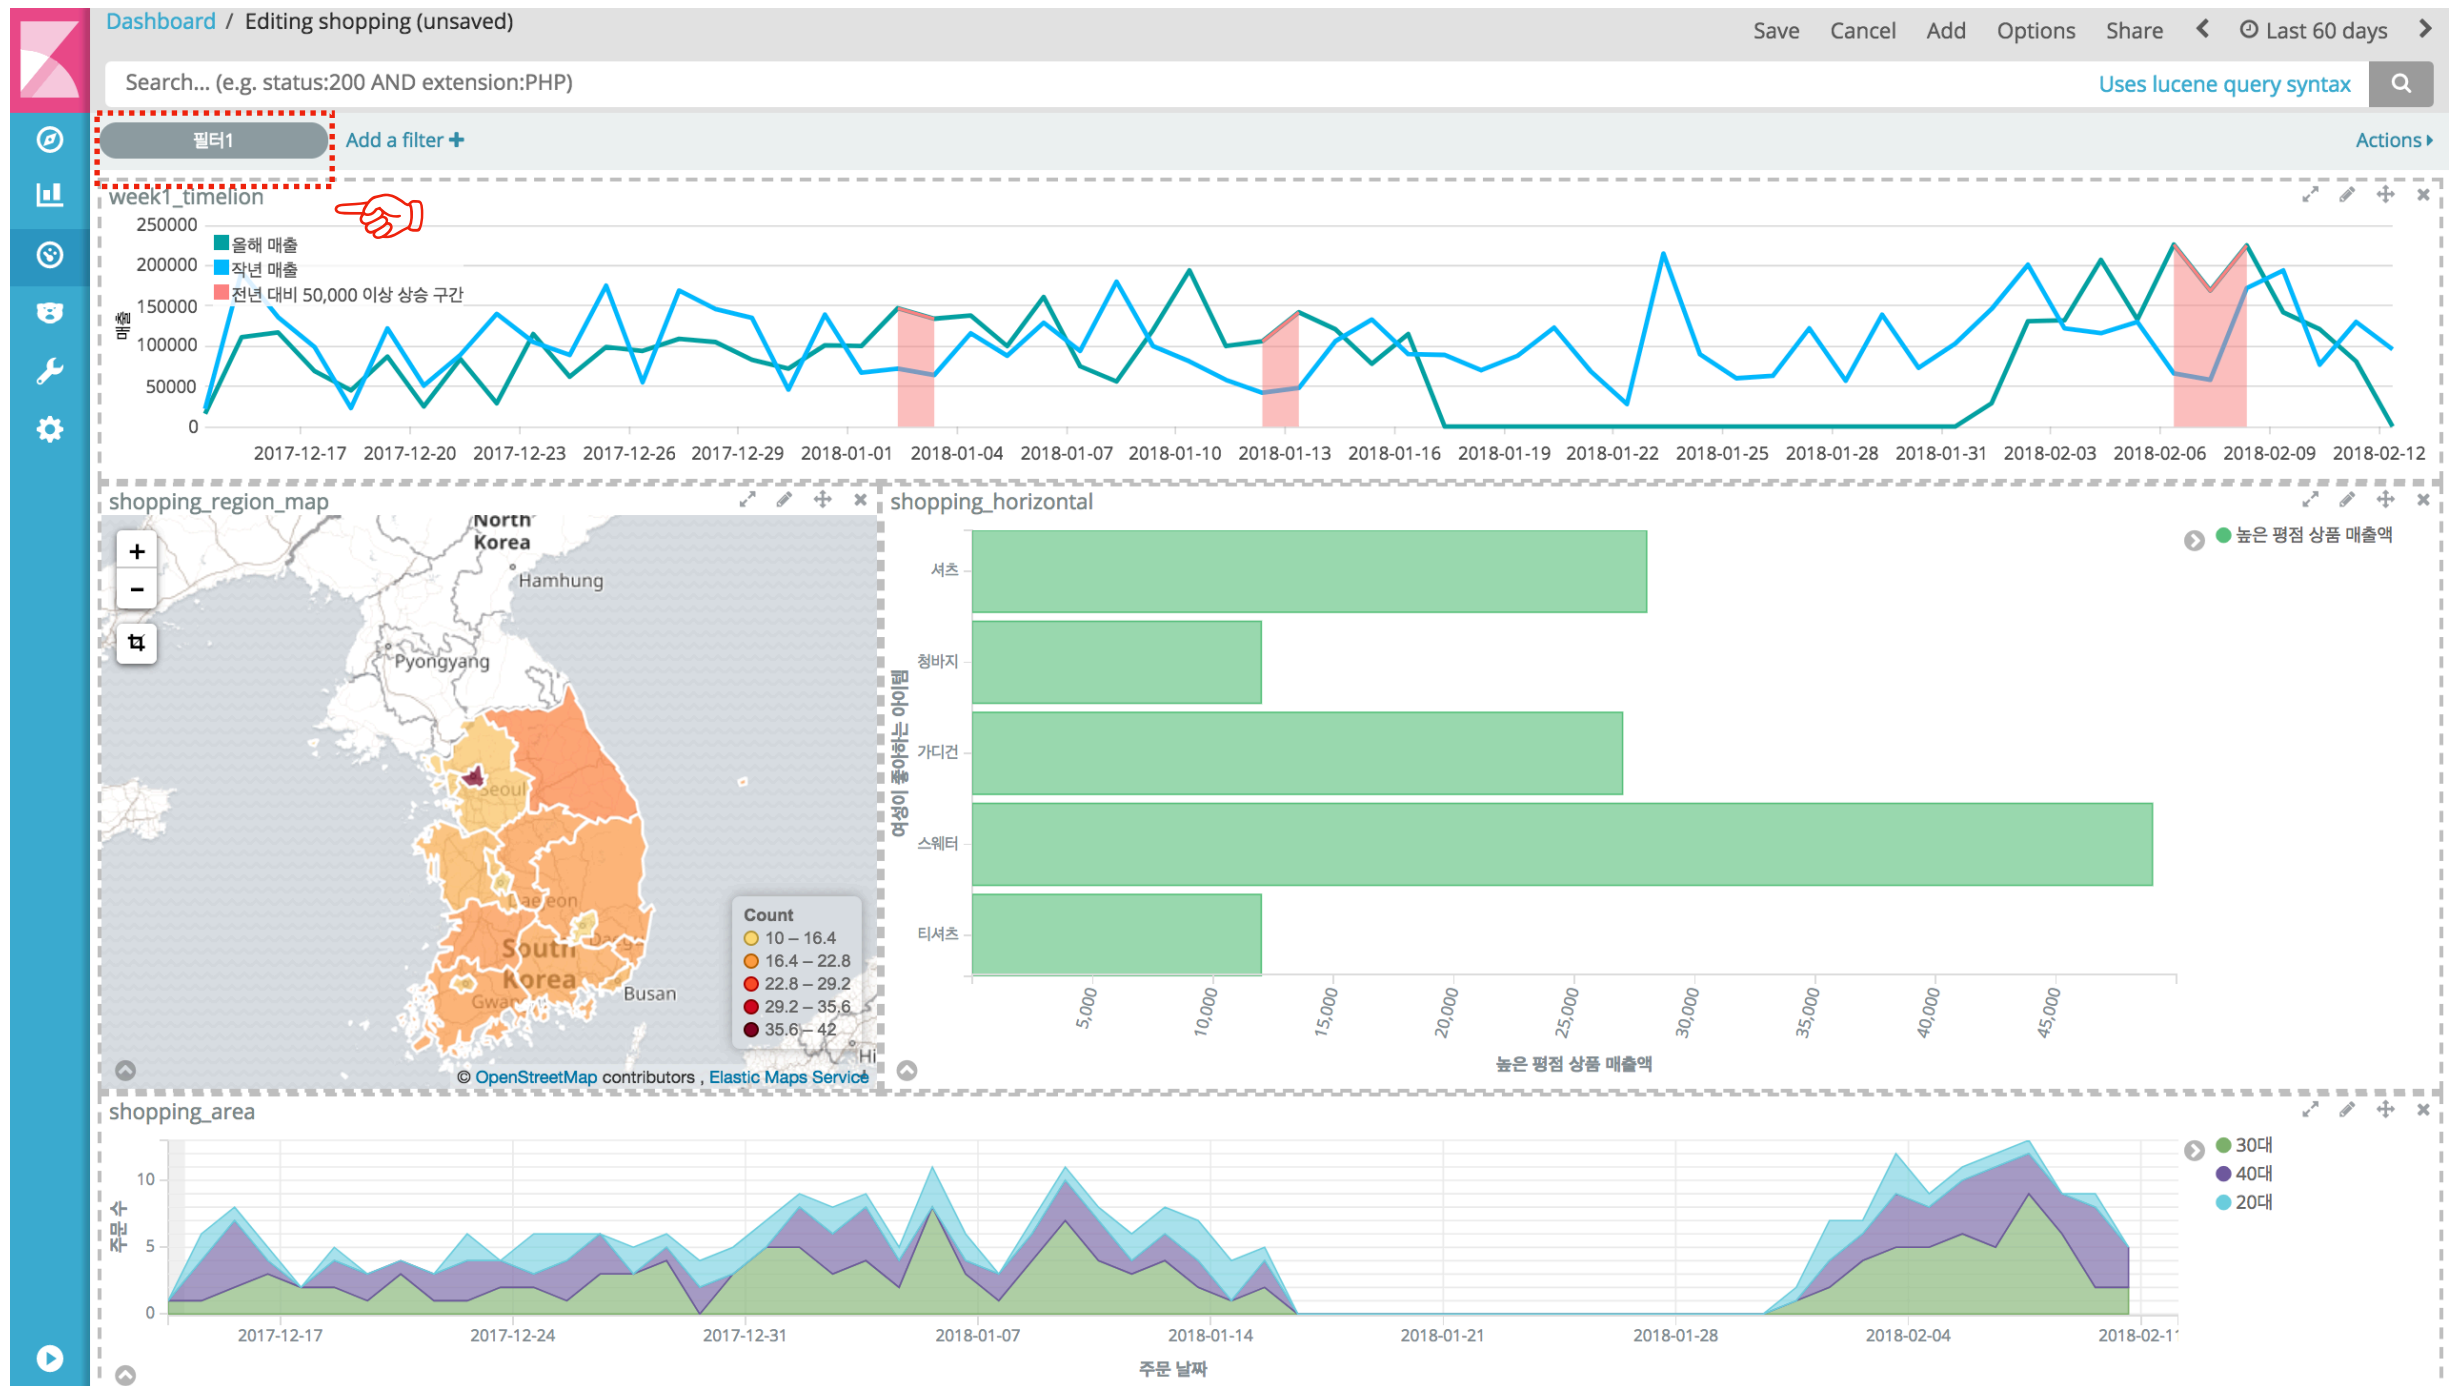 Dashboard / Editing shopping (unsaved)
Save Cancel Add Options Share Last 60 days
Search... (e.g. status:200 AND extension:PHP)
Uses lucene query syntax
필터1
Add a filter
Actions
week1_timelion
250000
200000
150000
100000
50000
0
매출
올해 매출
작년 매출
전년 대비 50,000 이상 상승 구간
2017-12-17 2017-12-20 2017-12-23 2017-12-26 2017-12-29 2018-01-01 2018-01-04 2018-01-07 2018-01-10 2018-01-13 2018-01-16 2018-01-19 2018-01-22 2018-01-25 2018-01-28 2018-01-31 2018-02-03 2018-02-06 2018-02-09 2018-02-12
shopping_region_map
+
−
North
Korea
Hamhung
Pyongyang
Seoul
Daejeon
Daegu
South
Korea
Gwan
Busan
Hi
Count
10 – 16.4
16.4 – 22.8
22.8 – 29.2
29.2 – 35.6
35.6 – 42
© OpenStreetMap contributors , Elastic Maps Service
shopping_horizontal
높은 평점 상품 매출액
여성이 좋아하는 아이템
셔츠
청바지
가디건
스웨터
티셔츠
5,000 10,000 15,000 20,000 25,000 30,000 35,000 40,000 45,000
높은 평점 상품 매출액
shopping_area
주문 수
10
5
0
30대
40대
20대
2017-12-17 2017-12-24 2017-12-31 2018-01-07 2018-01-14 2018-01-21 2018-01-28 2018-02-04 2018-02-1
주문 날짜